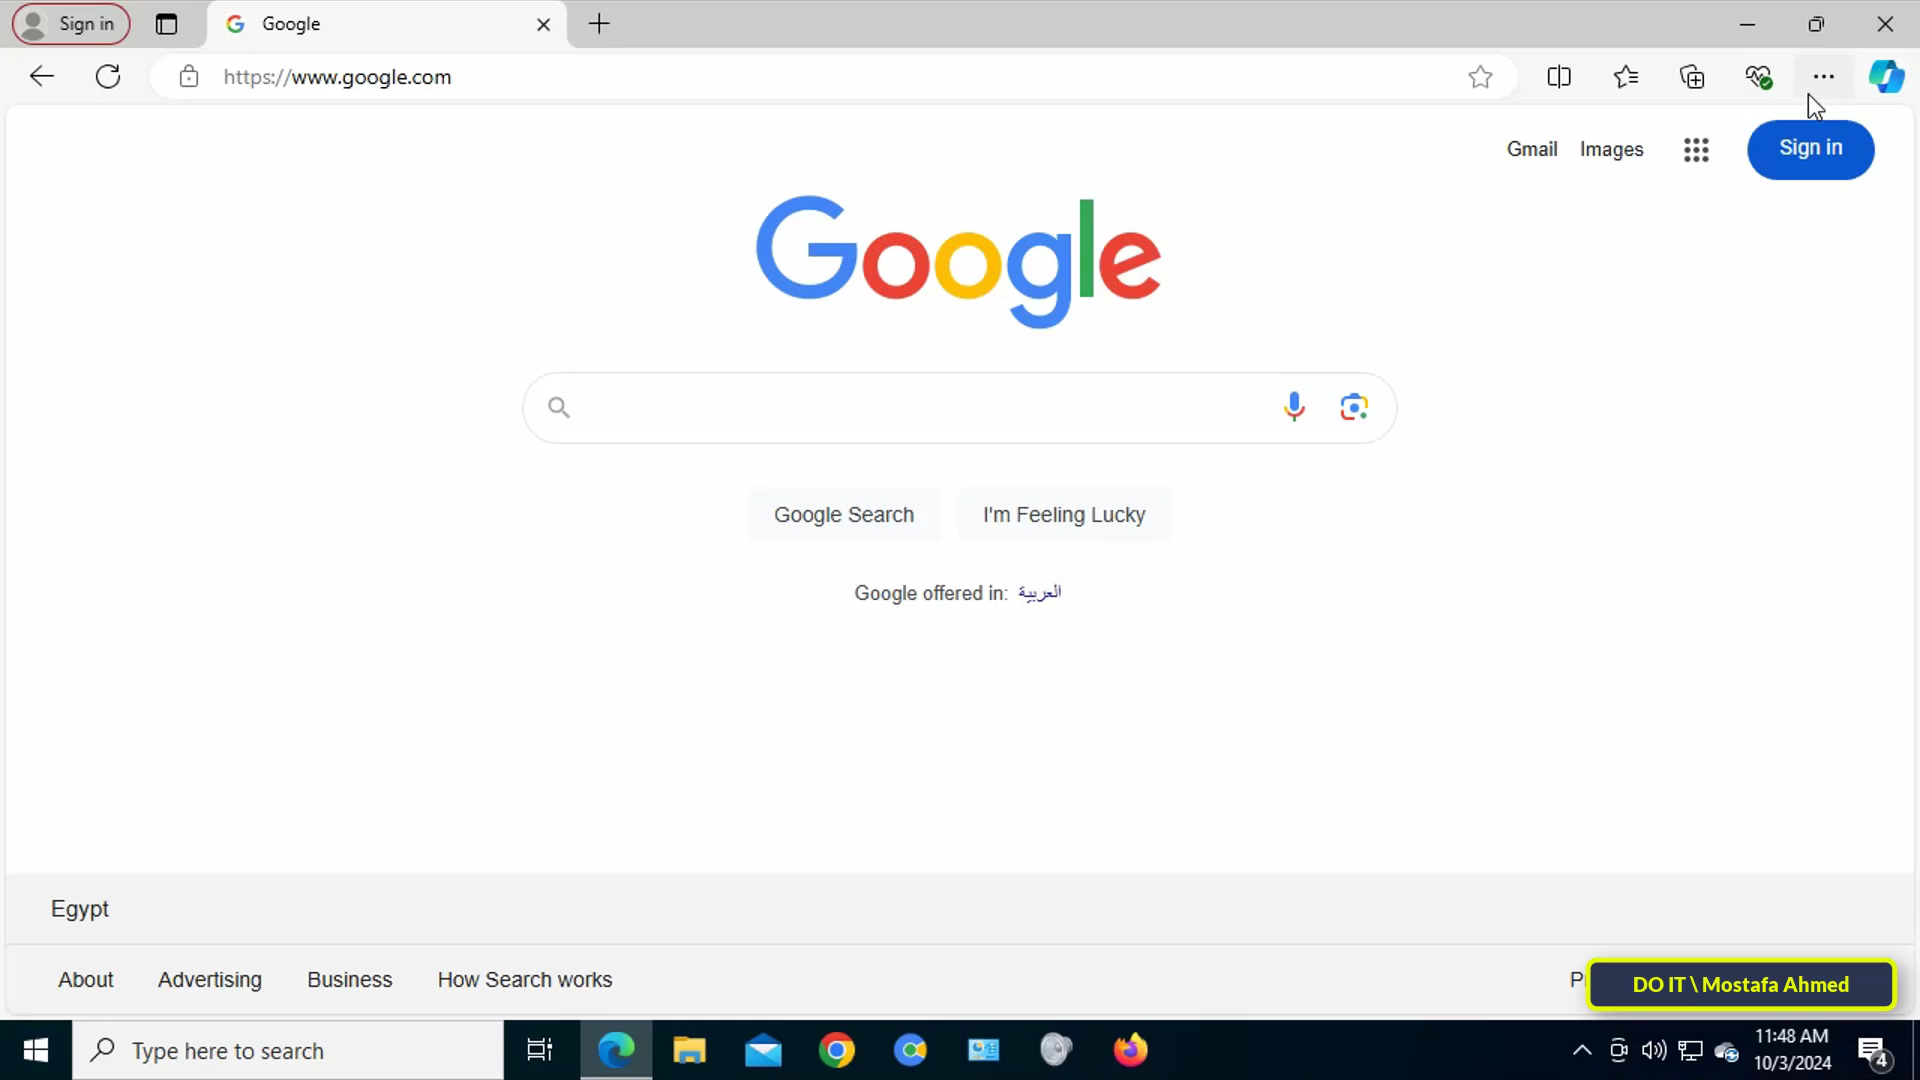 Sign in
Google
https://www.google.com
Gmail Images
Sign in
Google
Google Search I'm Feeling Lucky
Google offered in: العربية
Egypt
About Advertising Business How Search works
DO IT \ Mostafa Ahmed
Type here to search
11:48 AM
10/3/2024
4